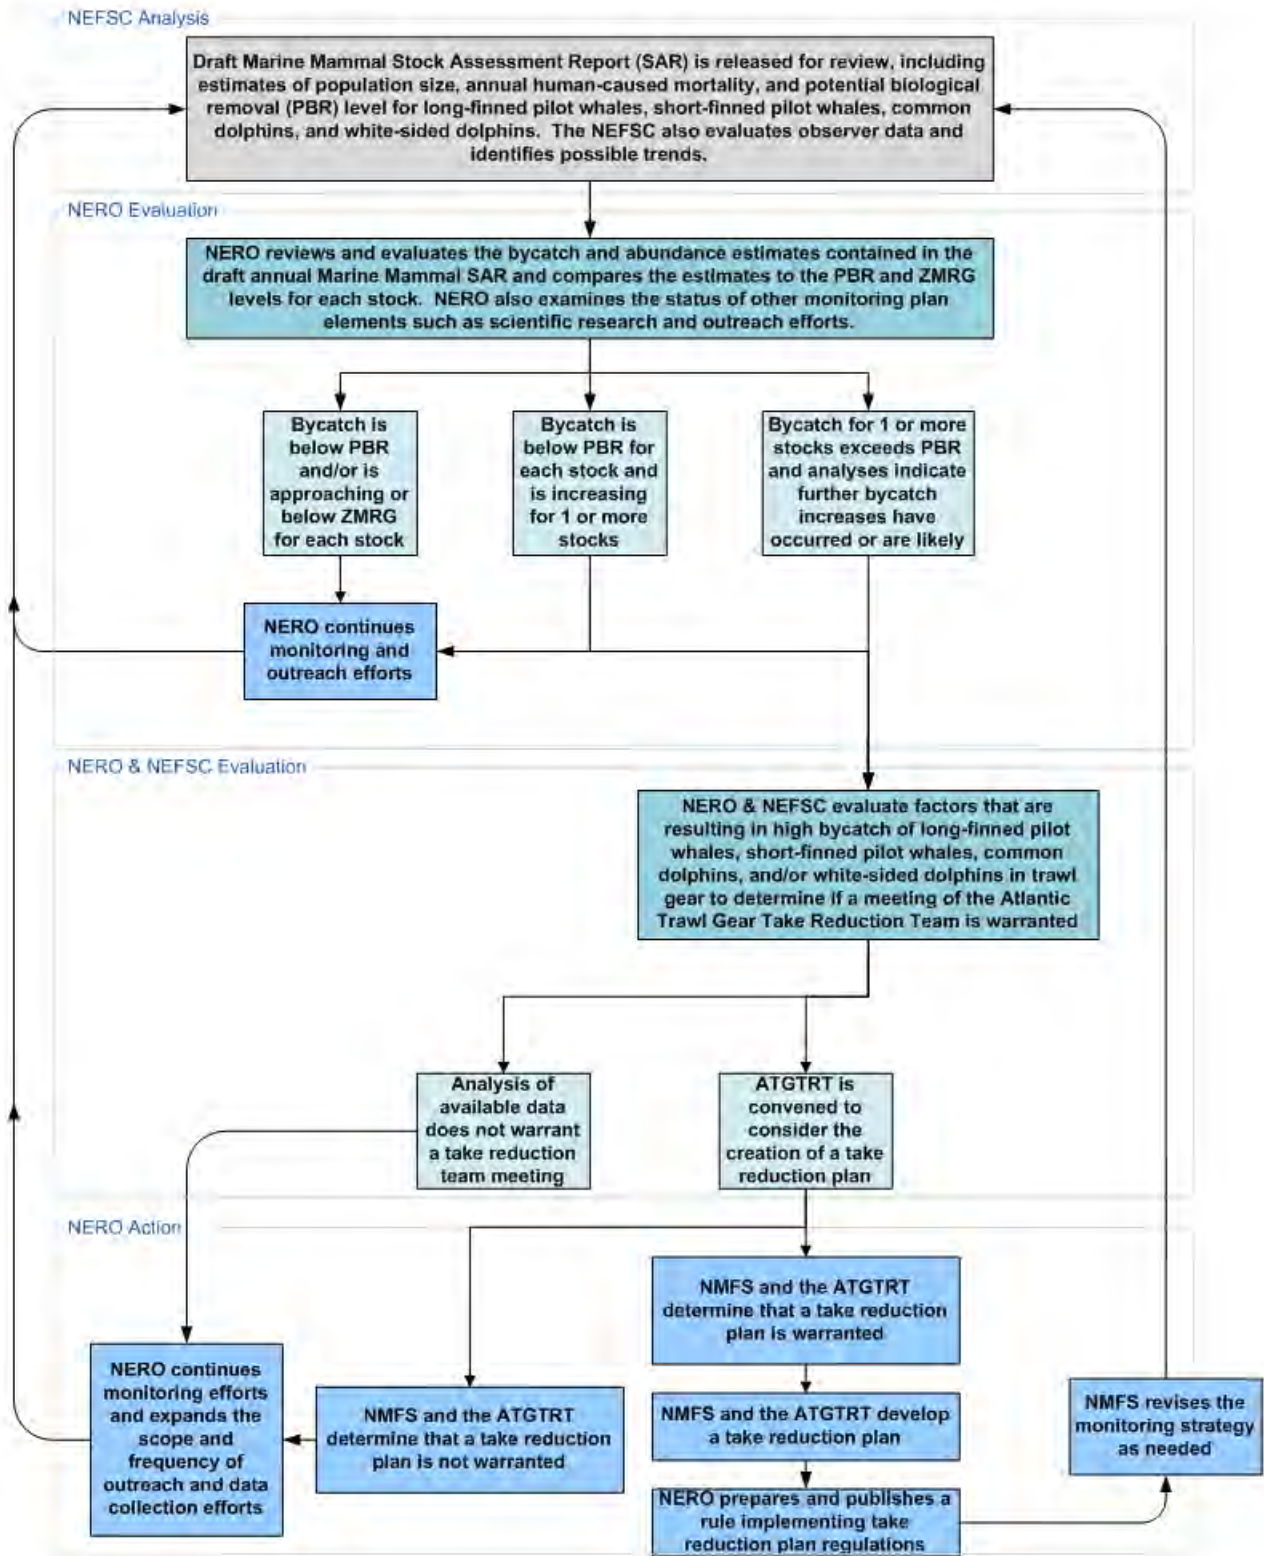 NEFSC Analysis
Draft Marine Mammal Stock Assessment Report (SAR) is released for review, including
estimates of population size, annual human-caused mortality, and potential biological
removal (PBR) level for long-finned pilot whales, short-finned pilot whales, common
dolphins, and white-sided dolphins.  The NEFSC also evaluates observer data and
identifies possible trends.
NERO Evaluation
NERO reviews and evaluates the bycatch and abundance estimates contained in the
draft annual Marine Mammal SAR and compares the estimates to the PBR and ZMRG
levels for each stock.  NERO also examines the status of other monitoring plan
elements such as scientific research and outreach efforts.
Bycatch is
below PBR
and/or is
approaching or
below ZMRG
for each stock
Bycatch is
below PBR for
each stock and
is increasing
for 1 or more
stocks
Bycatch for 1 or more
stocks exceeds PBR
and analyses indicate
further bycatch
increases have
occurred or are likely
NERO continues
monitoring and
outreach efforts
NERO & NEFSC Evaluation
NERO & NEFSC evaluate factors that are
resulting in high bycatch of long-finned pilot
whales, short-finned pilot whales, common
dolphins, and/or white-sided dolphins in trawl
gear to determine if a meeting of the Atlantic
Trawl Gear Take Reduction Team is warranted
Analysis of
available data
does not warrant
a take reduction
team meeting
ATGTRT is
convened to
consider the
creation of a take
reduction plan
NERO Action
NMFS and the ATGTRT
determine that a take reduction
plan is warranted
NERO continues
monitoring efforts
and expands the
scope and
frequency of
outreach and data
collection efforts
NMFS and the ATGTRT
determine that a take reduction
plan is not warranted
NMFS and the ATGTRT develop
a take reduction plan
NMFS revises the
monitoring strategy
as needed
NERO prepares and publishes a
rule implementing take
reduction plan regulations